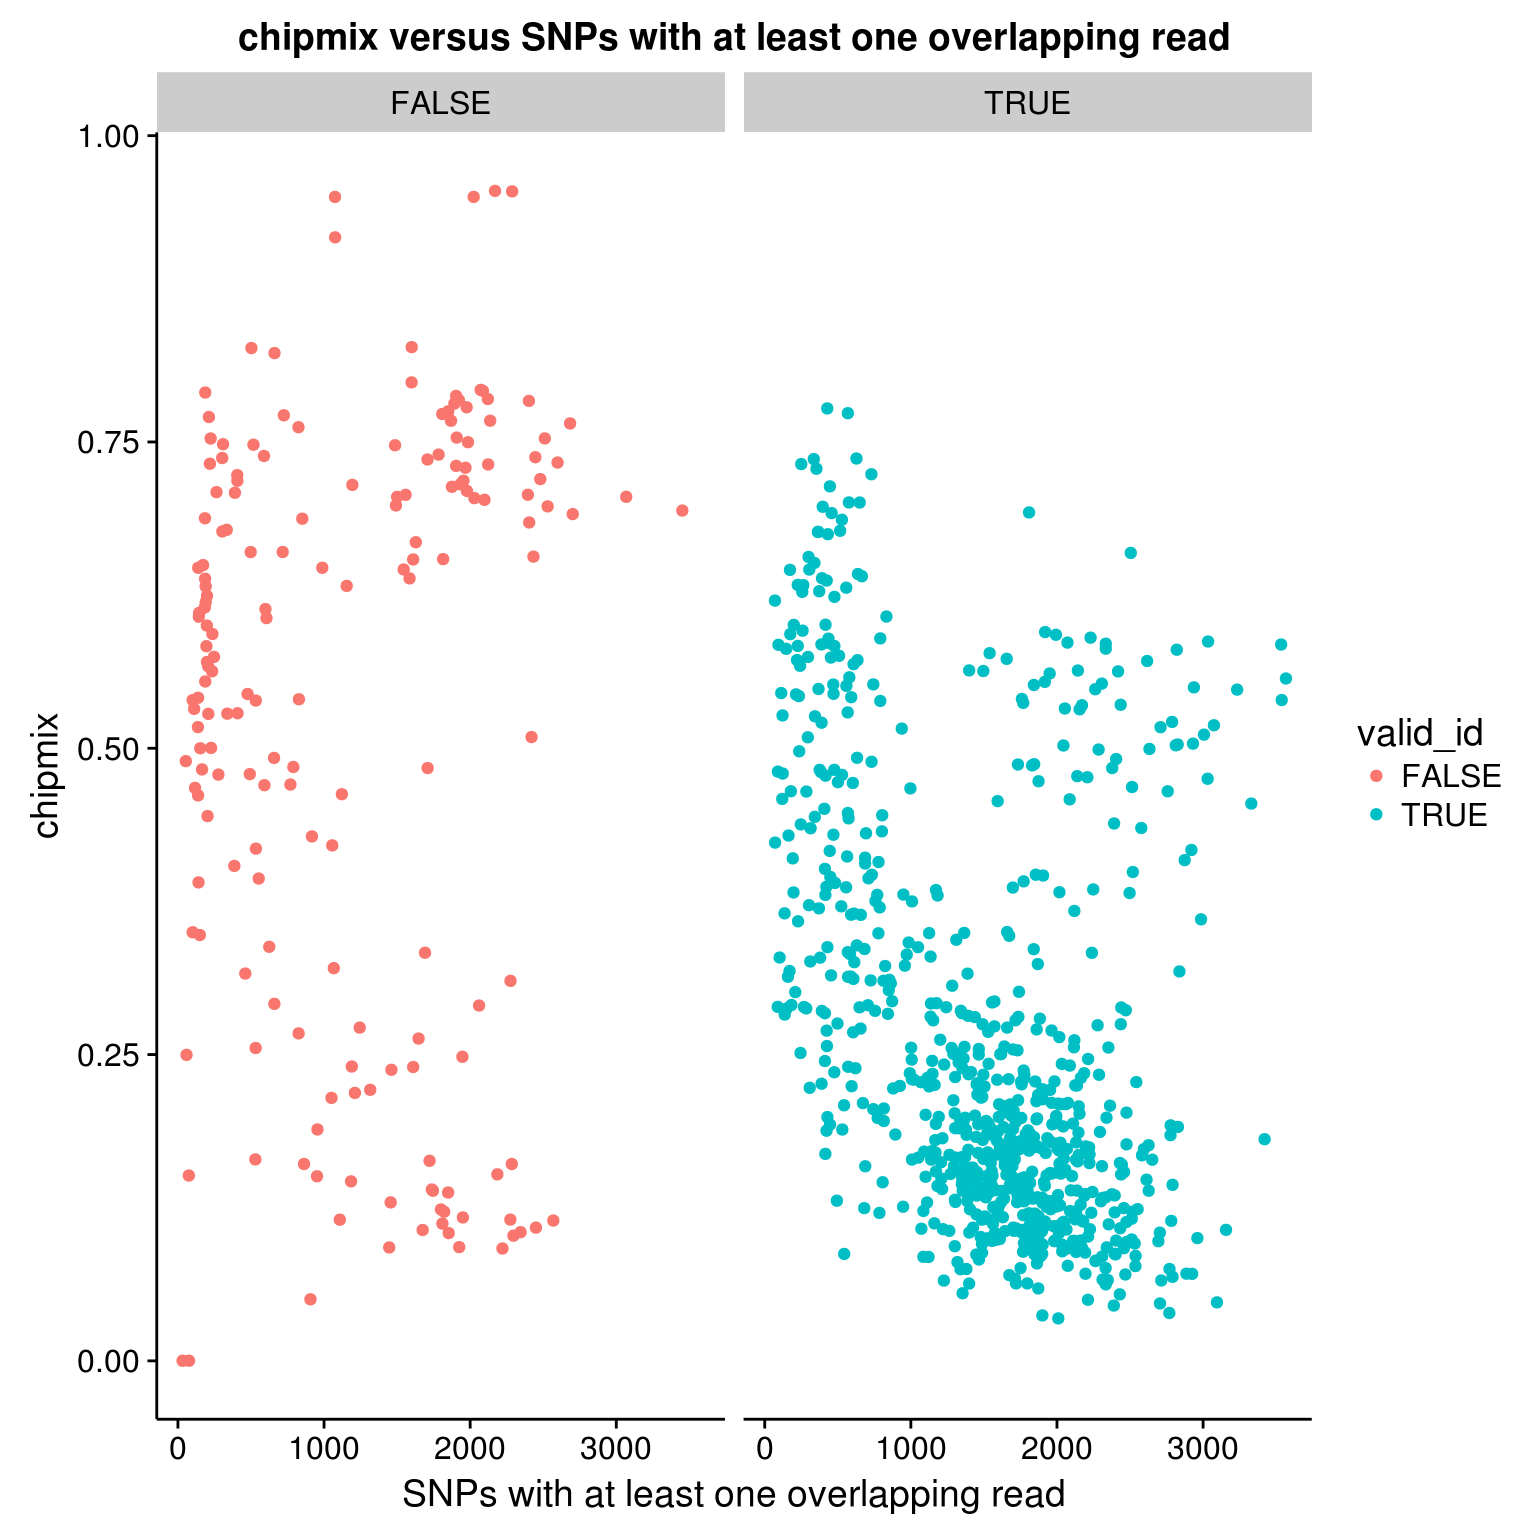 chipmix versus SNPs with at least one overlapping read
FALSE TRUE
1.00
0.75
0.50
0.25
0.00
chipmix
0 1000 2000 3000 0 1000 2000 3000
SNPs with at least one overlapping read
valid_id
FALSE
TRUE